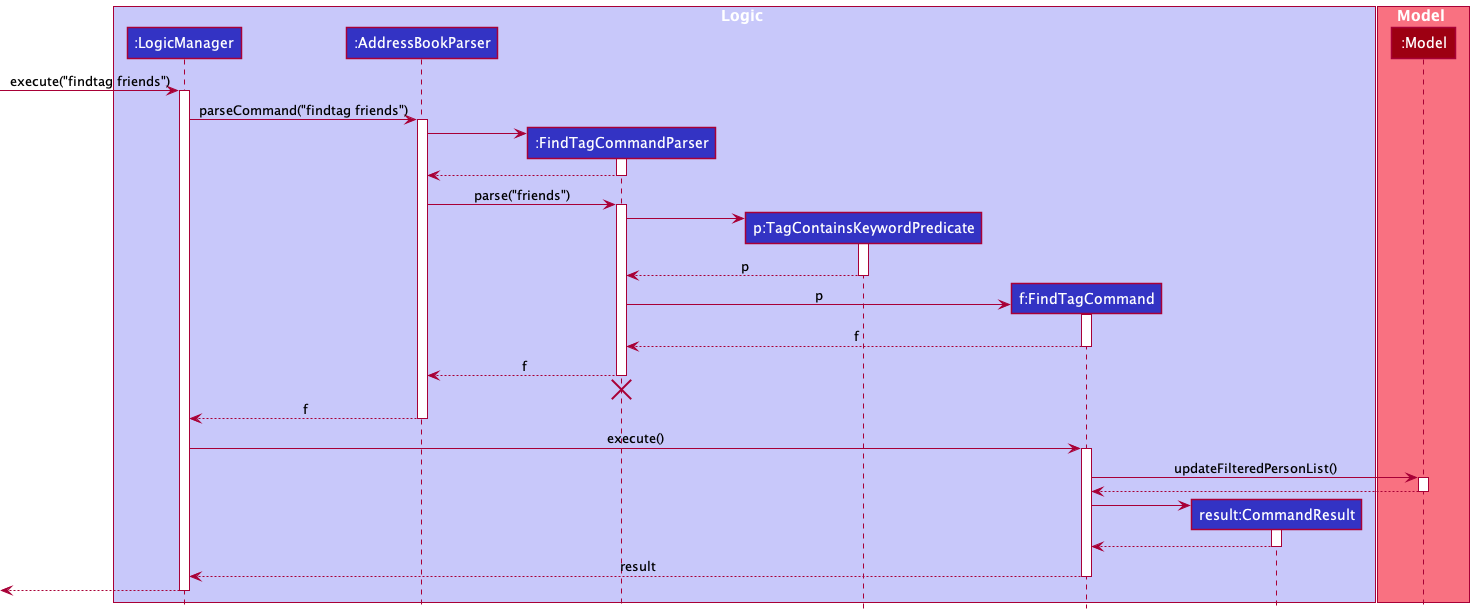 Logic
Model
:LogicManager
:AddressBookParser
:Model
execute("findtag friends")
parseCommand("findtag friends")
:FindTagCommandParser
parse("friends")
p:TagContainsKeywordPredicate
p
p
f:FindTagCommand
f
f
f
execute()
updateFilteredPersonList()
result:CommandResult
result